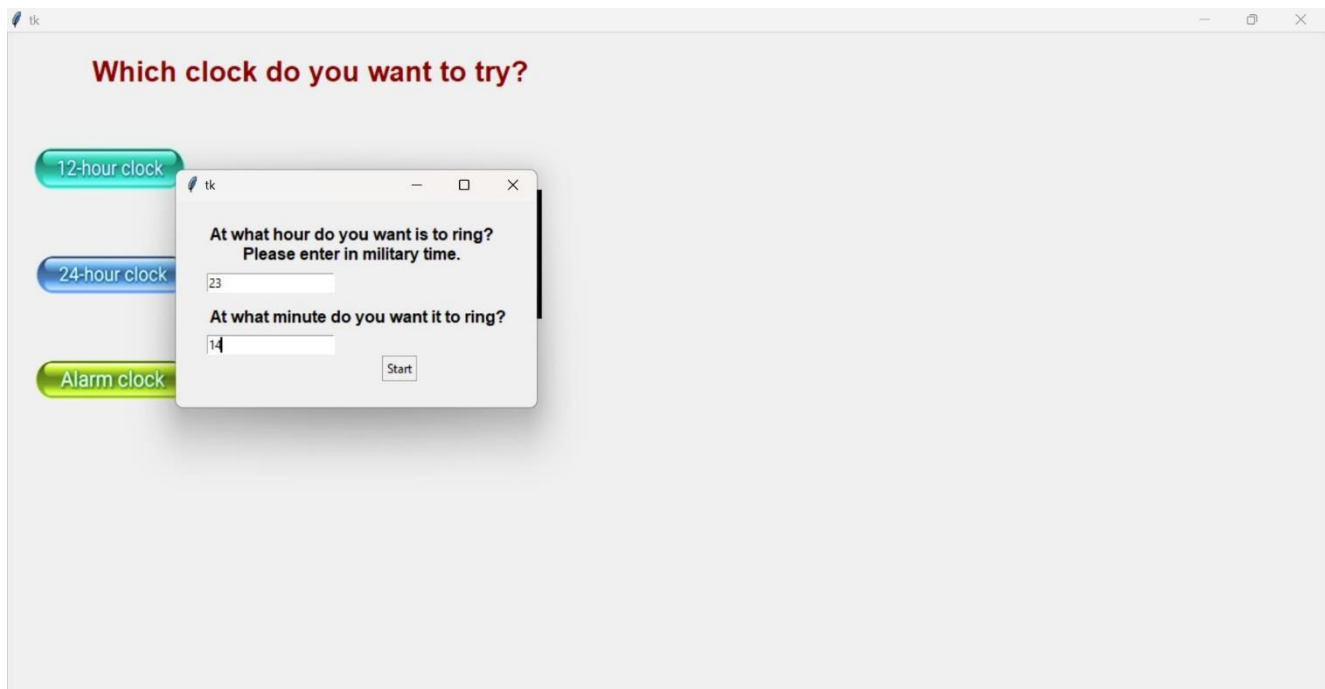 tk
Which clock do you want to try?
12-hour clock
24-hour clock
Alarm clock
tk
At what hour do you want is to ring?
Please enter in military time.
23
At what minute do you want it to ring?
14
Start